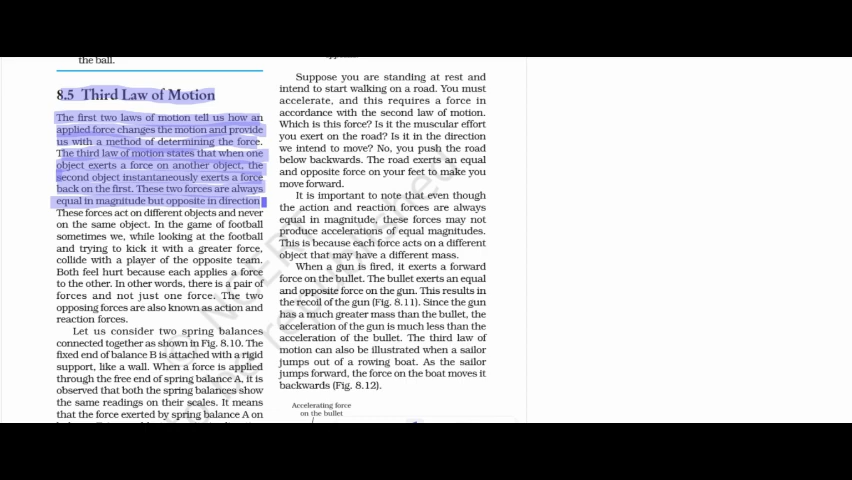 the ball.
8.5 Third Law of Motion
The first two laws of motion tell us how an
applied force changes the motion and provide
us with a method of determining the force.
The third law of motion states that when one
object exerts a force on another object, the
second object instantaneously exerts a force
back on the first. These two forces are always
equal in magnitude but opposite in direction
These forces act on different objects and never
on the same object. In the game of football
sometimes we, while looking at the football
and trying to kick it with a greater force,
collide with a player of the opposite team.
Both feel hurt because each applies a force
to the other. In other words, there is a pair of
forces and not just one force. The two
opposing forces are also known as action and
reaction forces.
Let us consider two spring balances
connected together as shown in Fig. 8.10. The
fixed end of balance B is attached with a rigid
support, like a wall. When a force is applied
through the free end of spring balance A, it is
observed that both the spring balances show
the same readings on their scales. It means
that the force exerted by spring balance A on
Suppose you are standing at rest and
intend to start walking on a road. You must
accelerate, and this requires a force in
accordance with the second law of motion.
Which is this force? Is it the muscular effort
you exert on the road? Is it in the direction
we intend to move? No, you push the road
below backwards. The road exerts an equal
and opposite force on your feet to make you
move forward.
It is important to note that even though
the action and reaction forces are always
equal in magnitude, these forces may not
produce accelerations of equal magnitudes.
This is because each force acts on a different
object that may have a different mass.
When a gun is fired, it exerts a forward
force on the bullet. The bullet exerts an equal
and opposite force on the gun. This results in
the recoil of the gun (Fig. 8.11). Since the gun
has a much greater mass than the bullet, the
acceleration of the gun is much less than the
acceleration of the bullet. The third law of
motion can also be illustrated when a sailor
jumps out of a rowing boat. As the sailor
jumps forward, the force on the boat moves it
backwards (Fig. 8.12).
Accelerating force
on the bullet
© NCERT